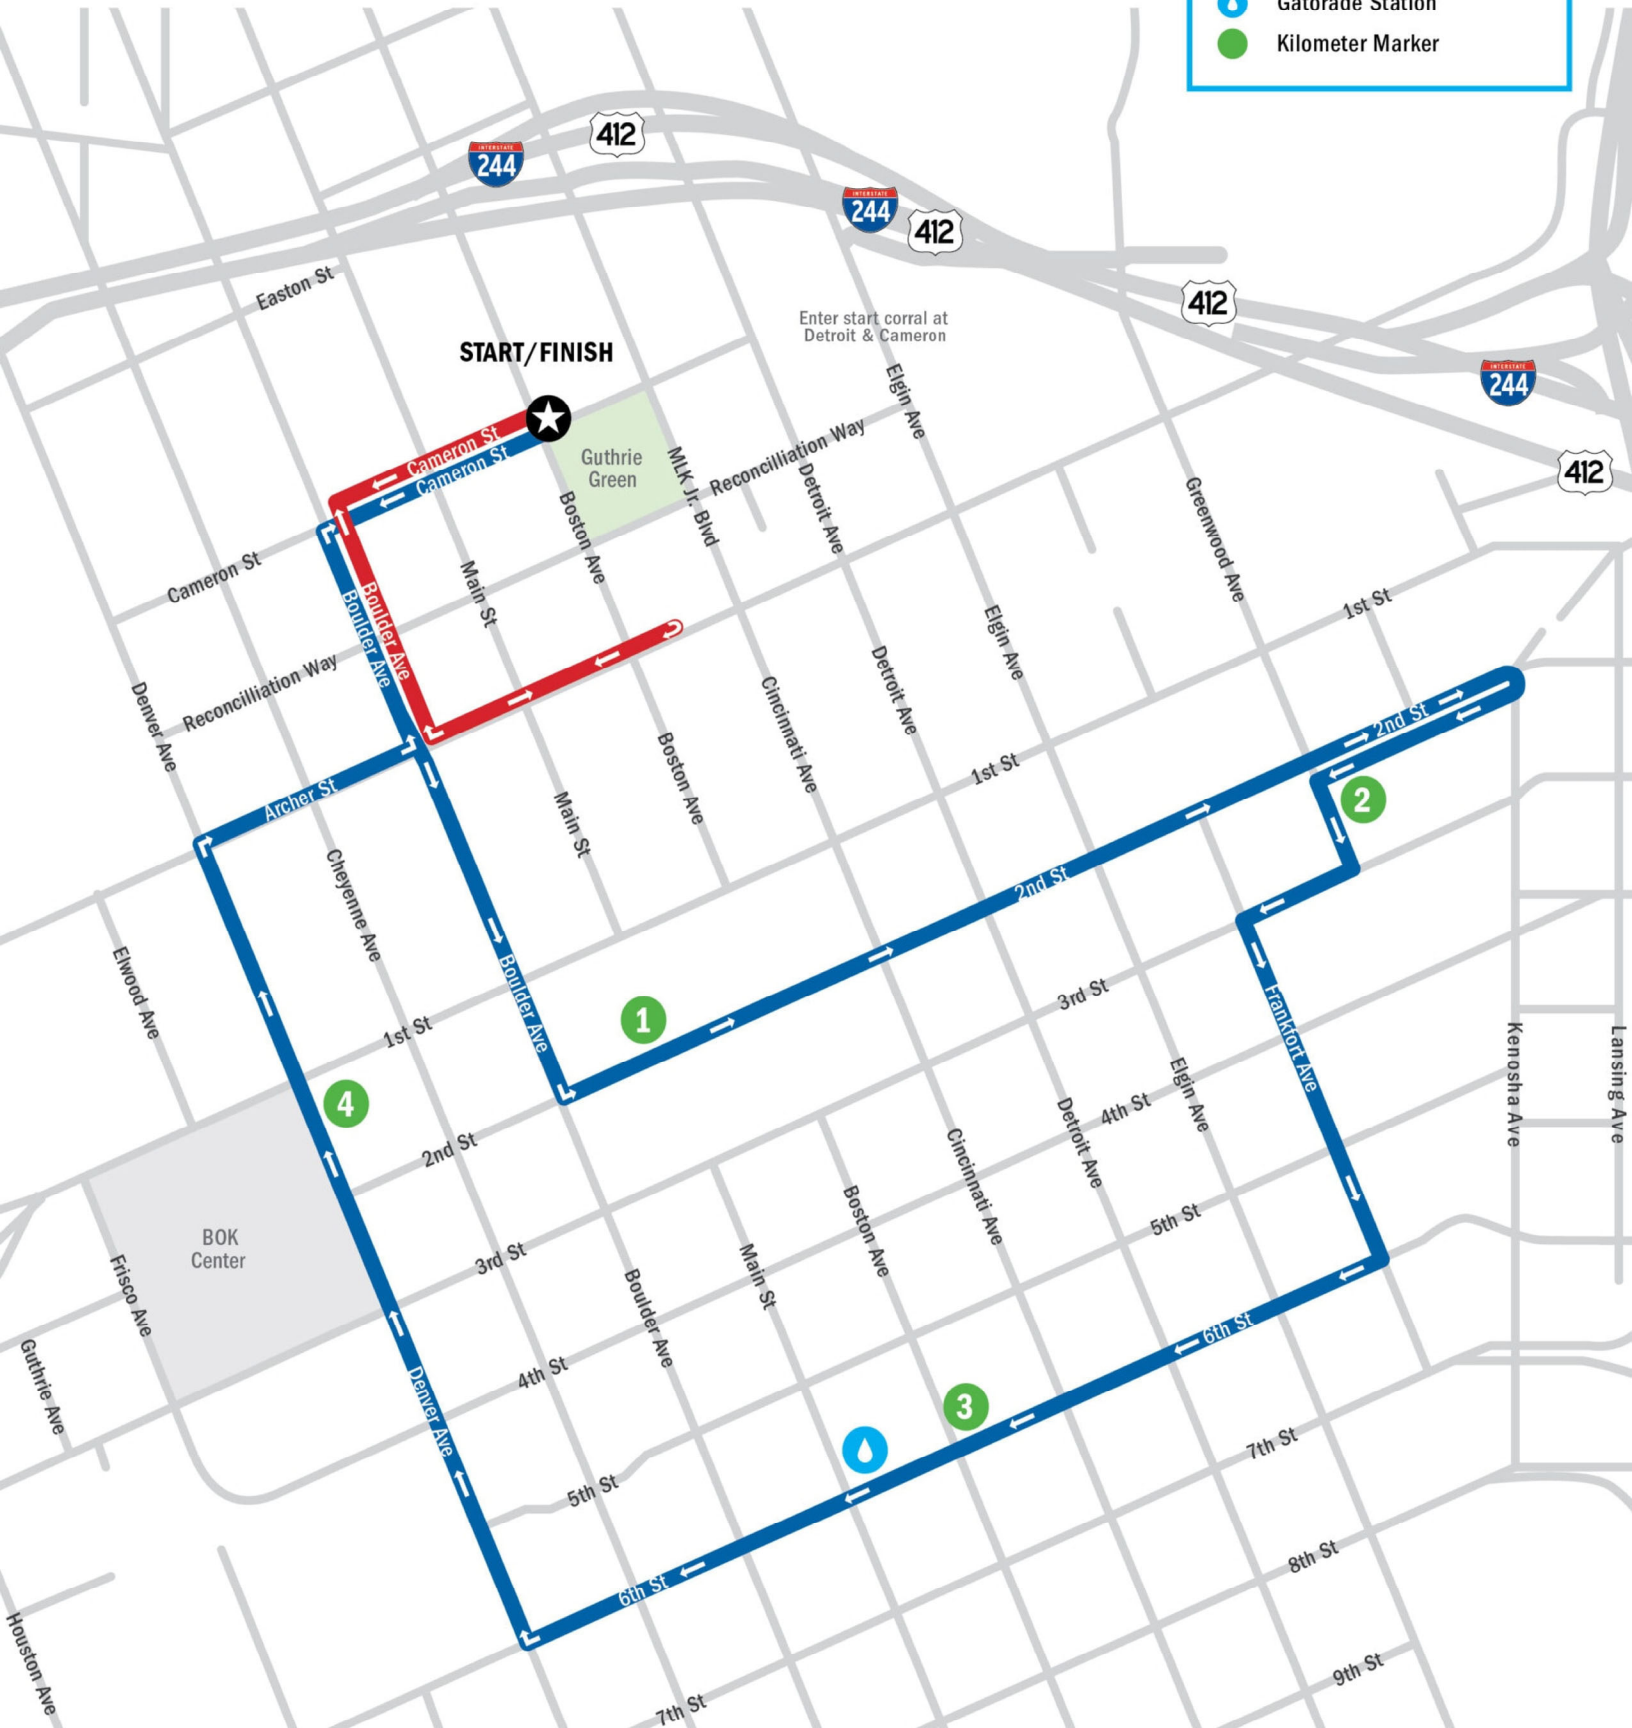 Gatorade Station
Kilometer Marker
412
INTERSTATE
244
INTERSTATE
244
412
Easton St
412
Enter start corral at
Detroit & Cameron
START/FINISH
INTERSTATE
244
Elgin Ave
Cameron St
Cameron St
Guthrie
Green
MLK Jr. Blvd
Reconcilliation Way
412
Boston Ave
Detroit Ave
Greenwood Ave
Cameron St
Main St
Boulder Ave
Boulder Ave
1st St
Elgin Ave
Reconcilliation Way
Denver Ave
Detroit Ave
Cincinnati Ave
2nd St
Boston Ave
1st St
Archer St
Main St
2
Cheyenne Ave
2nd St
Elwood Ave
Boulder Ave
1
3rd St
1st St
Frankfort Ave
Kenosha Ave
Lansing Ave
4
Elgin Ave
4th St
Detroit Ave
2nd St
Cincinnati Ave
BOK
Center
3rd St
Boston Ave
5th St
Frisco Ave
Main St
Boulder Ave
6th St
Guthrie Ave
4th St
Denver Ave
3
7th St
5th St
6th St
8th St
Houston Ave
9th St
7th St